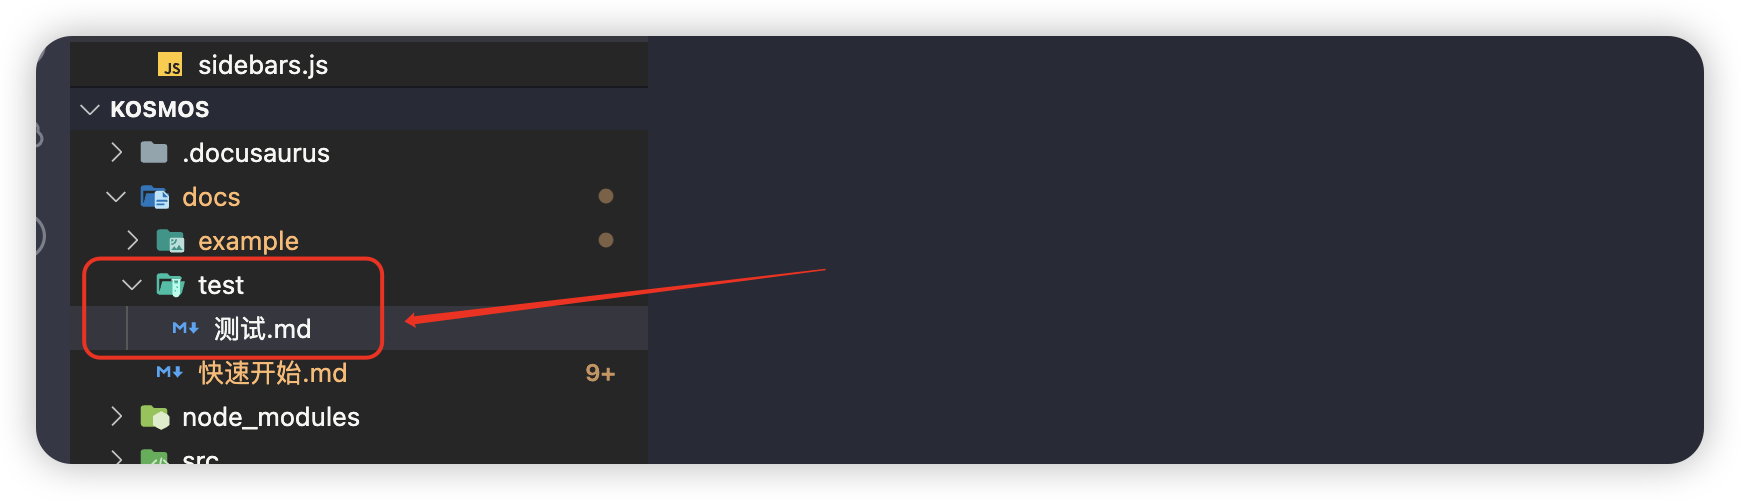 JS sidebars.js
KOSMOS
.docusaurus
docs
example
test
M 测试.md
M 快速开始.md 9+
node_modules
src